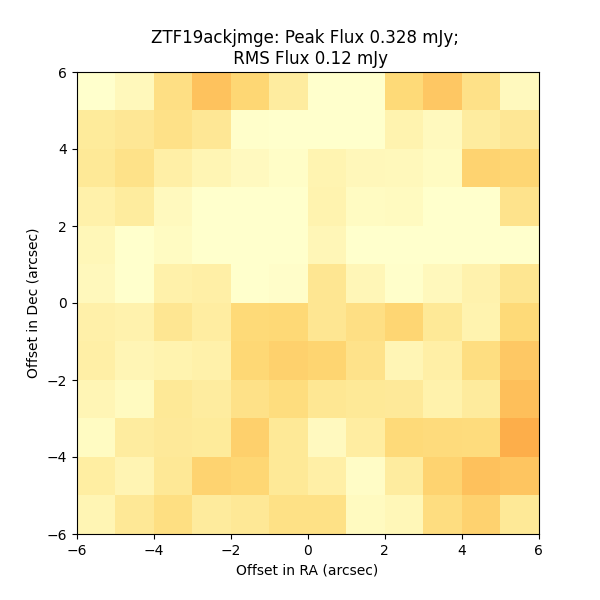 ZTF19ackjmge: Peak Flux 0.328 mJy;
RMS Flux 0.12 mJy
6
4
2
0
−2
−4
−6
Offset in Dec (arcsec)
−6 −4 −2 0 2 4 6
Offset in RA (arcsec)